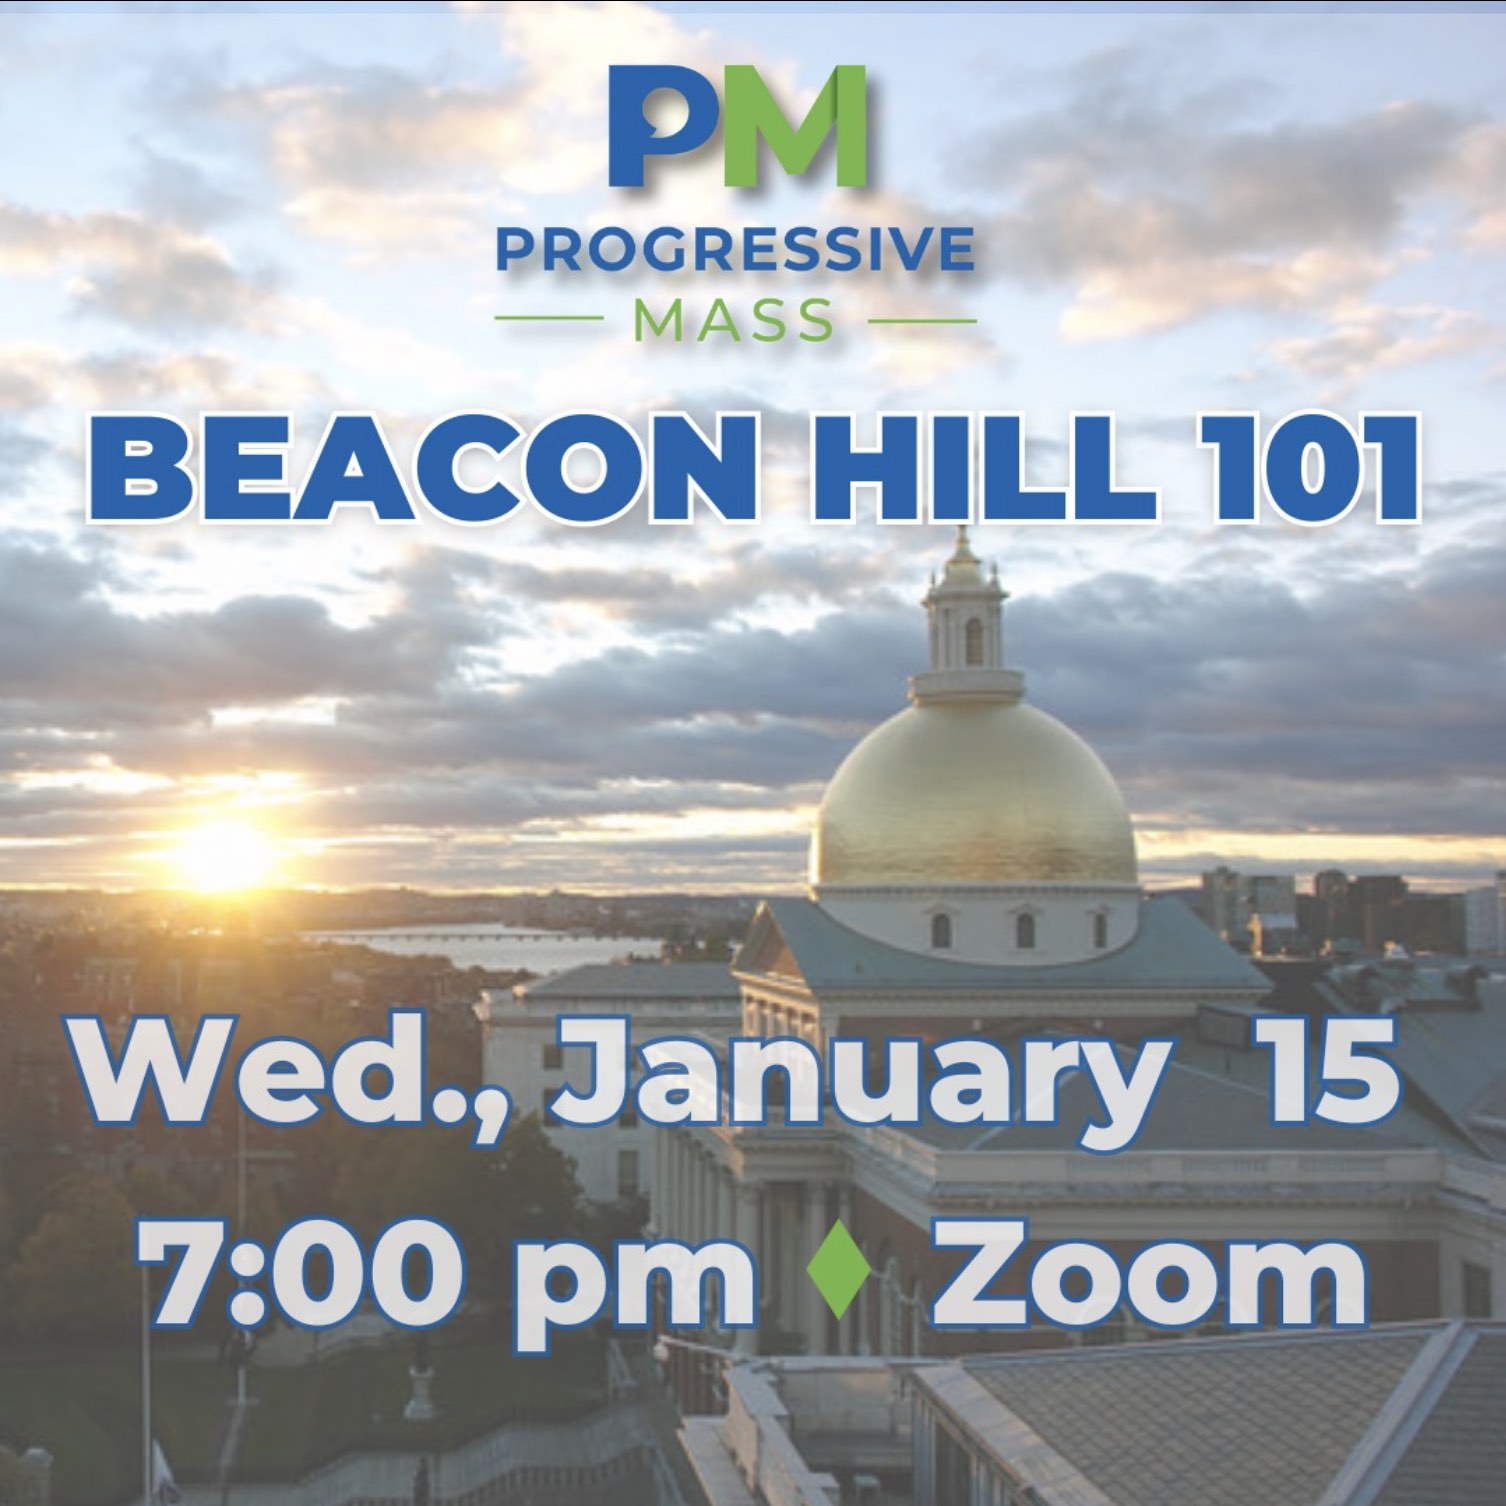 PM
PROGRESSIVE
MASS
BEACON HILL 101
Wed., January 15
7:00 pm ♦ Zoom